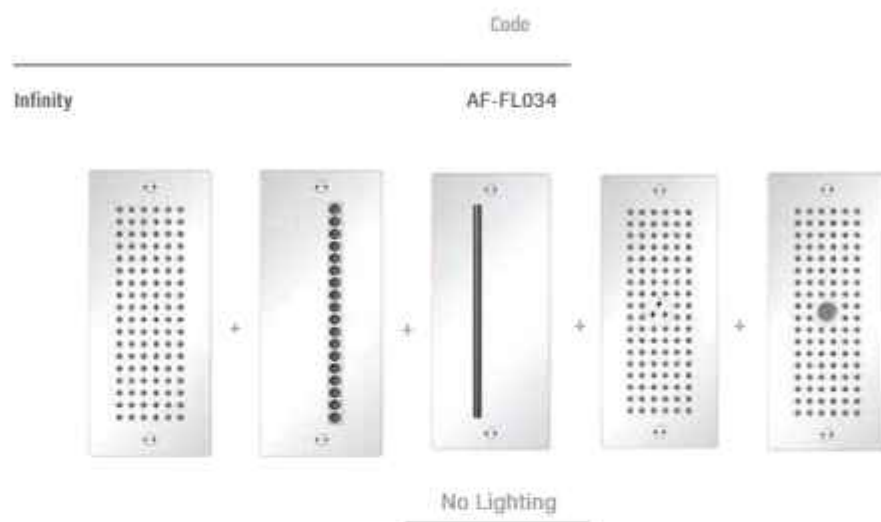 Code
Infinity AF-FL034
+ + + +
No Lighting